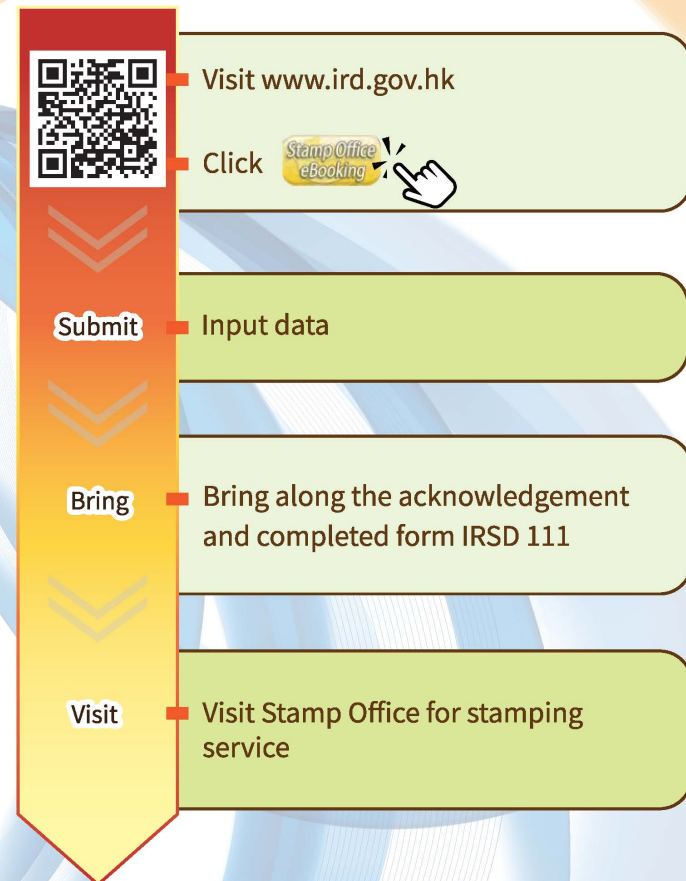 Visit www.ird.gov.hk
Click
Stamp Office
eBooking
Submit
Input data
Bring
Bring along the acknowledgement
and completed form IRSD 111
Visit
Visit Stamp Office for stamping
service